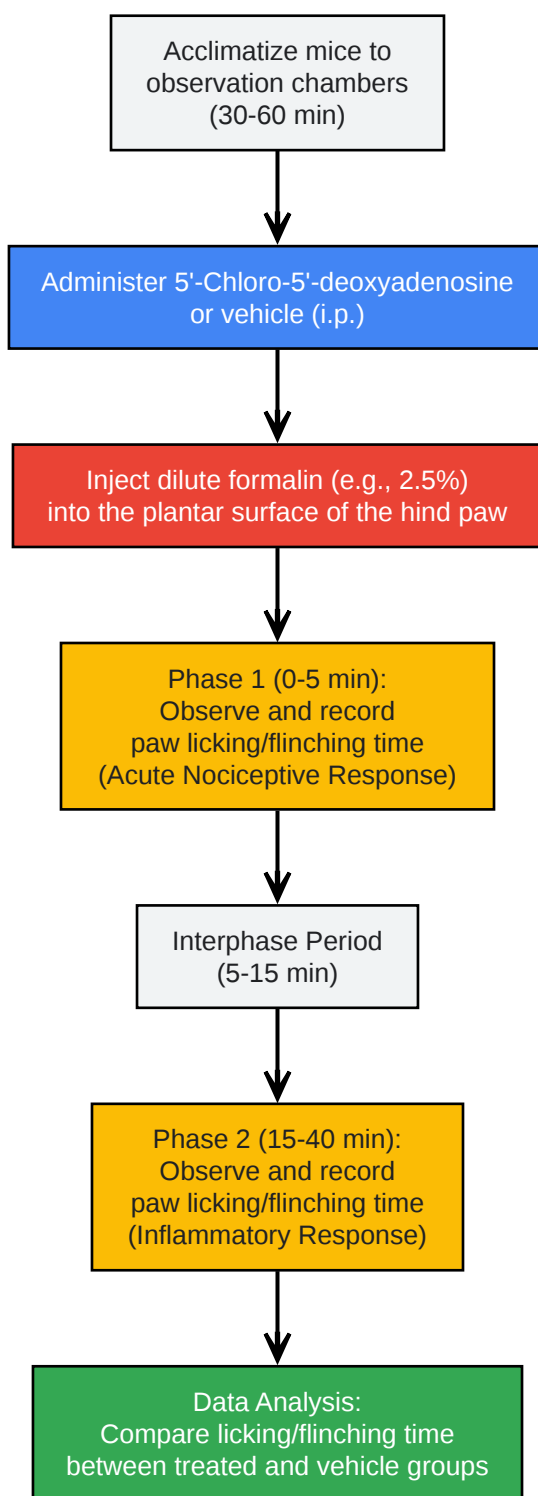 Acclimatize mice to
observation chambers
(30-60 min)
Administer 5'-Chloro-5'-deoxyadenosine
or vehicle (i.p.)
Inject dilute formalin (e.g., 2.5%)
into the plantar surface of the hind paw
Phase 1 (0-5 min):
Observe and record
paw licking/flinching time
(Acute Nociceptive Response)
Interphase Period
(5-15 min)
Phase 2 (15-40 min):
Observe and record
paw licking/flinching time
(Inflammatory Response)
Data Analysis:
Compare licking/flinching time
between treated and vehicle groups